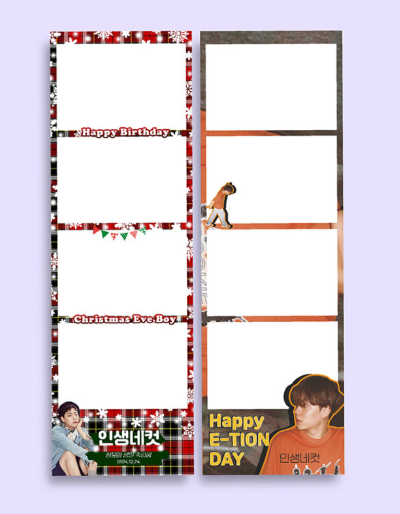 Happy Birthday
Christmas Eve Boy
인생네컷
1994.12.24.
Happy
E-TION
DAY
인생네컷